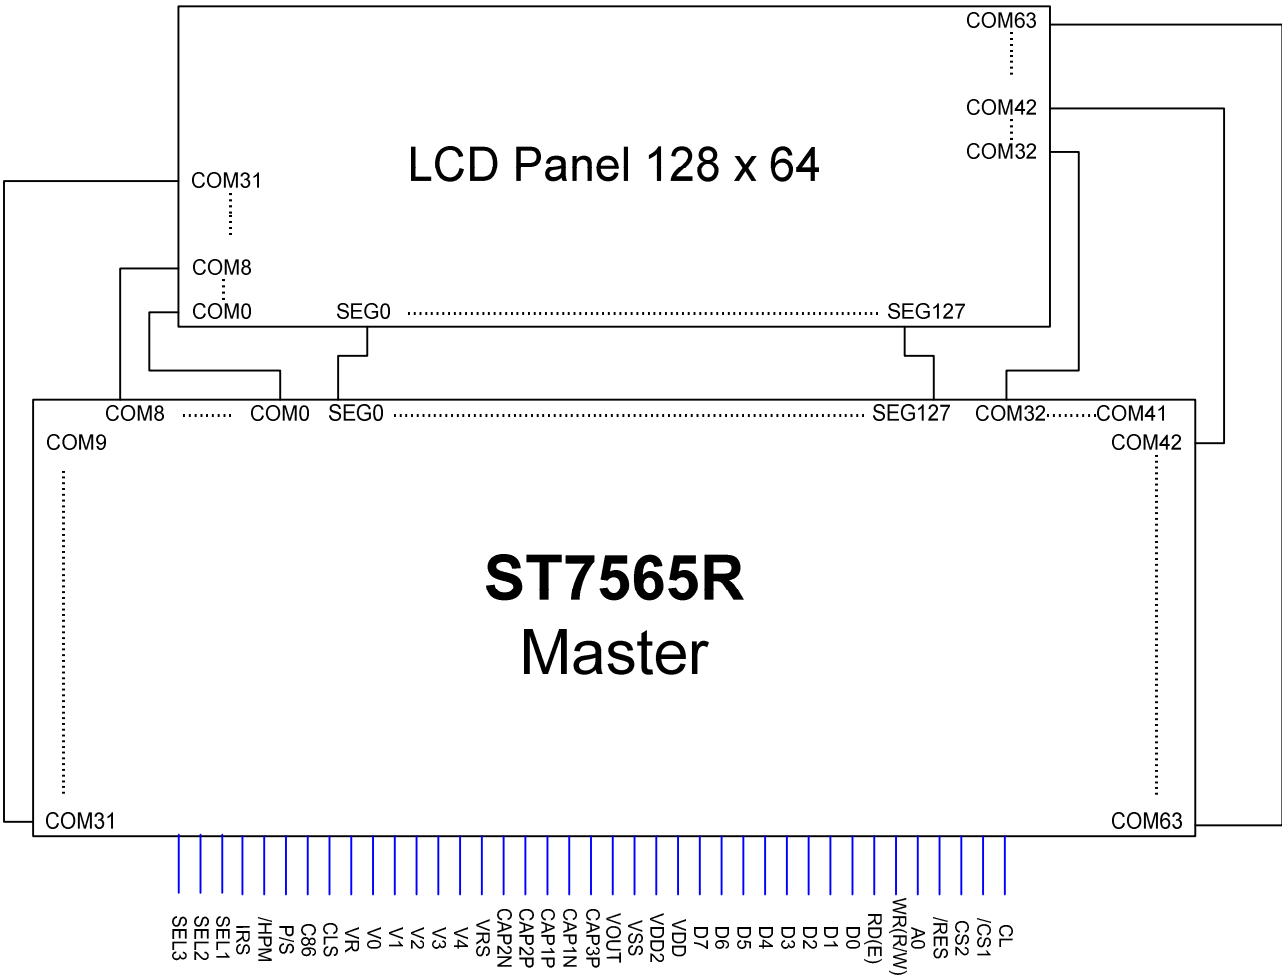 COM63
COM42
LCD Panel 128 x 64
COM32
COM31
COM8
COM0
SEG0
SEG127
COM8
COM0
SEG0
SEG127
COM32
COM41
COM9
COM42
ST7565R
Master
COM31
COM63
SEL3
SEL2
SEL1
IRS
/HPM
P/S
C86
CLS
VR
V0
V1
V2
V3
V4
VRS
CAP2N
CAP2P
CAP1P
CAP1N
CAP3P
VOUT
VSS
VDD2
VDD
D7
D6
D5
D4
D3
D2
D1
D0
RD(E)
WR(R/W)
A0
/RES
CS2
/CS1
CL